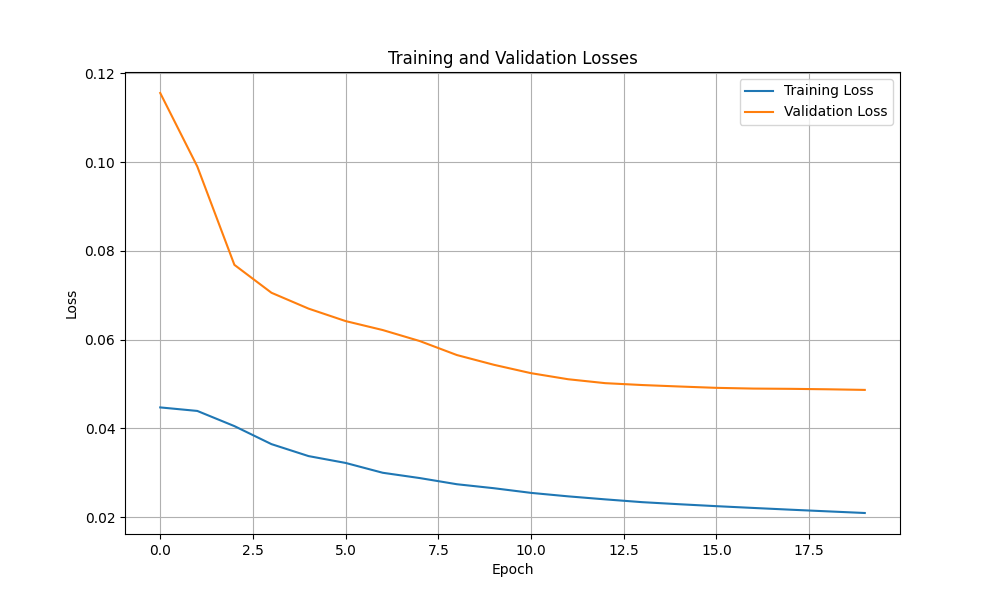 Training and Validation Losses
Training Loss
Validation Loss
Loss
0.12
0.10
0.08
0.06
0.04
0.02
0.0 2.5 5.0 7.5 10.0 12.5 15.0 17.5
Epoch